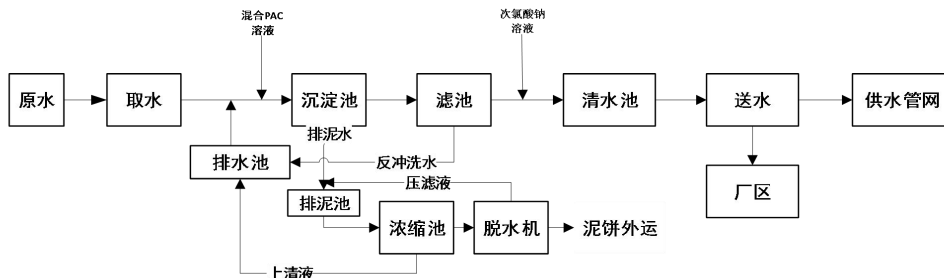 混合PAC
溶液
次氯酸钠
溶液
原水
取水
沉淀池
滤池
清水池
送水
供水管网
排泥水
排水池
反冲洗水
压滤液
厂区
排泥池
浓缩池
脱水机
泥饼外运
上清液